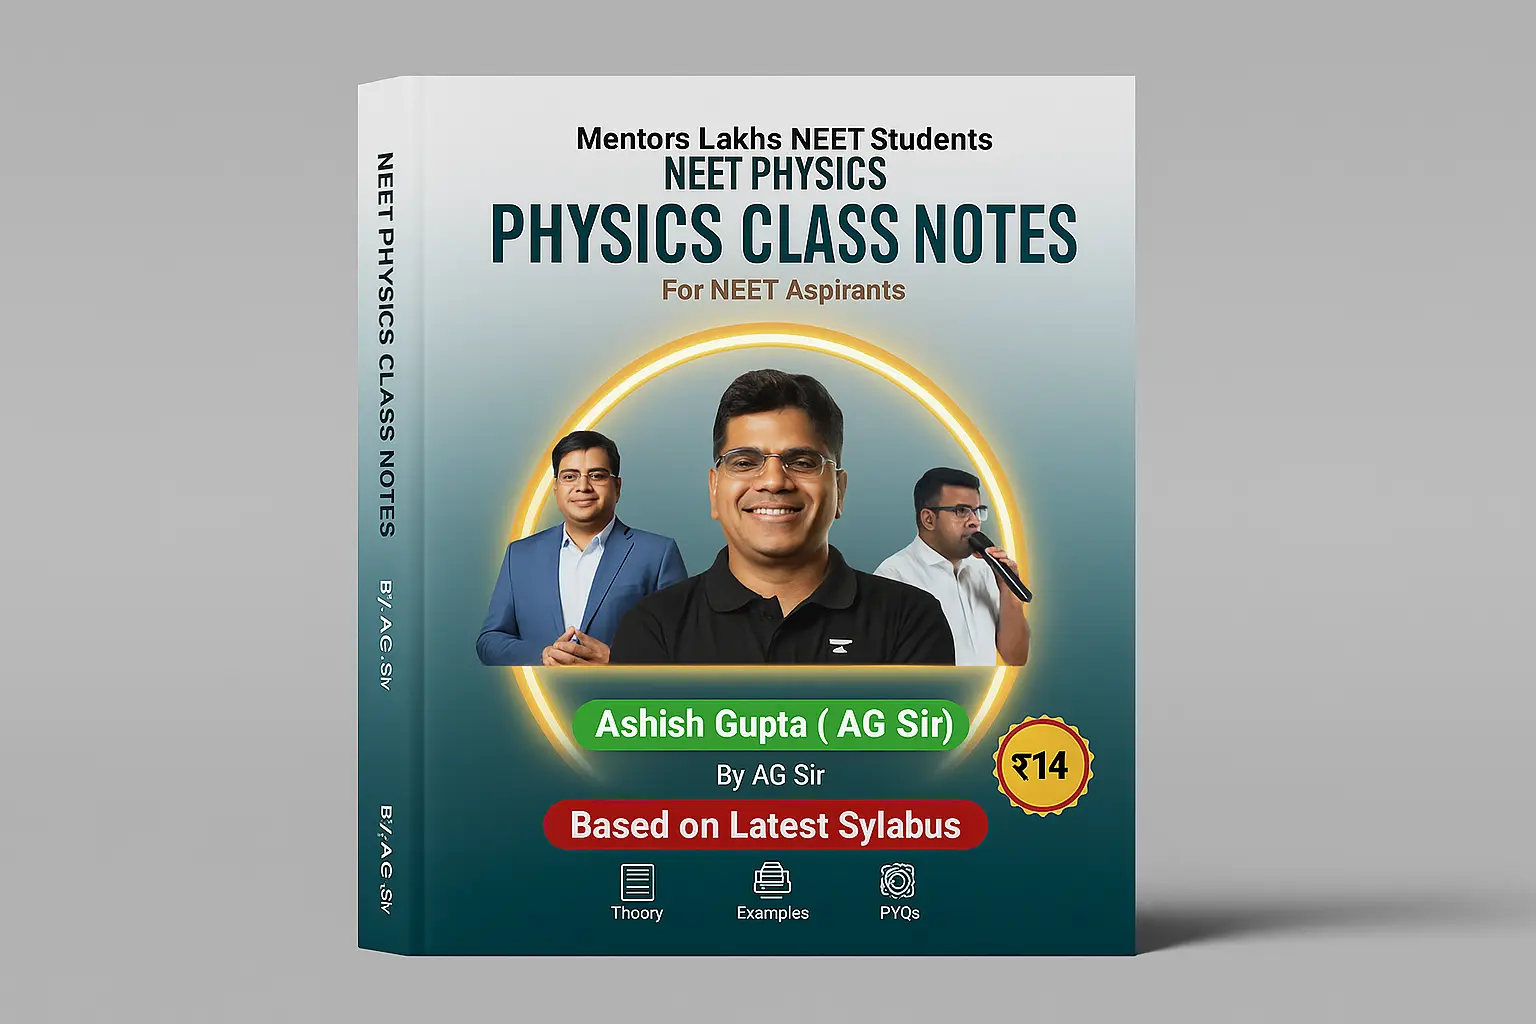 Mentors Lakhs NEET Students
NEET PHYSICS
PHYSICS CLASS NOTES
For NEET Aspirants
Ashish Gupta ( AG Sir)
By AG Sir
₹14
Based on Latest Sylabus
Thoory
Examples
PYQs
NEET PHYSICS CLASS NOTES